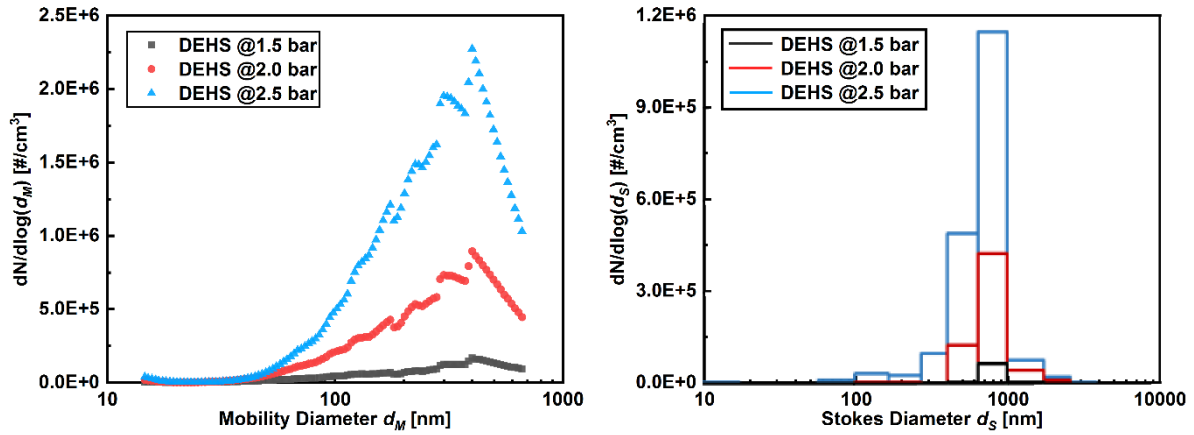 2.5E+6
2.0E+6
1.5E+6
1.0E+6
5.0E+5
0.0E+0
dN/dlog(d_M) [#/cm³]
DEHS @1.5 bar
DEHS @2.0 bar
DEHS @2.5 bar
10
100
1000
Mobility Diameter d_M [nm]
1.2E+6
9.0E+5
6.0E+5
3.0E+5
0.0E+0
dN/dlog(d_S) [#/cm³]
DEHS @1.5 bar
DEHS @2.0 bar
DEHS @2.5 bar
10
100
1000
10000
Stokes Diameter d_S [nm]